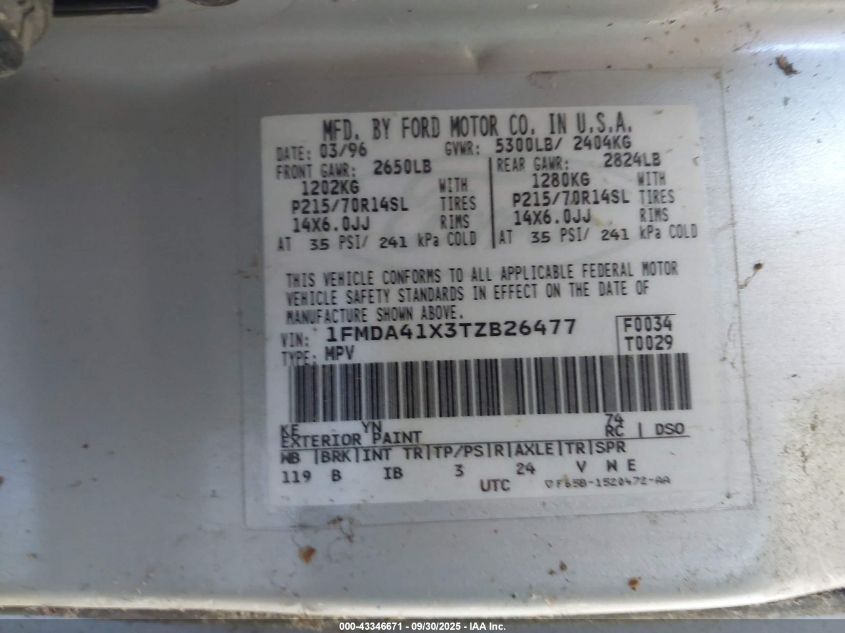 MFD. BY FORD MOTOR CO. IN U.S.A.
DATE: 03/96 GVWR: 5300LB/ 2404KG
FRONT GAWR: 2650LB REAR GAWR: 2824LB
1202KG WITH 1280KG WITH
P215/70R14SL TIRES P215/70R14SL TIRES
14X6.0JJ RIMS 14X6.0JJ RIMS
AT 35 PSI/ 241 kPa COLD AT 35 PSI/ 241 kPa COLD
THIS VEHICLE CONFORMS TO ALL APPLICABLE FEDERAL MOTOR
VEHICLE SAFETY STANDARDS IN EFFECT ON THE DATE OF
MANUFACTURE SHOWN ABOVE.
VIN: 1FMDA41X3TZB26477 F0034
TYPE: MPV T0029
KF YN 74
EXTERIOR PAINT RC DSO
WB BRK INT TR TP/PS R AXLE TR SPR
119 B IB 3 24 V W E
UTC ▽F65B-1520472-AA
000-43346671 - 09/30/2025 - IAA Inc.